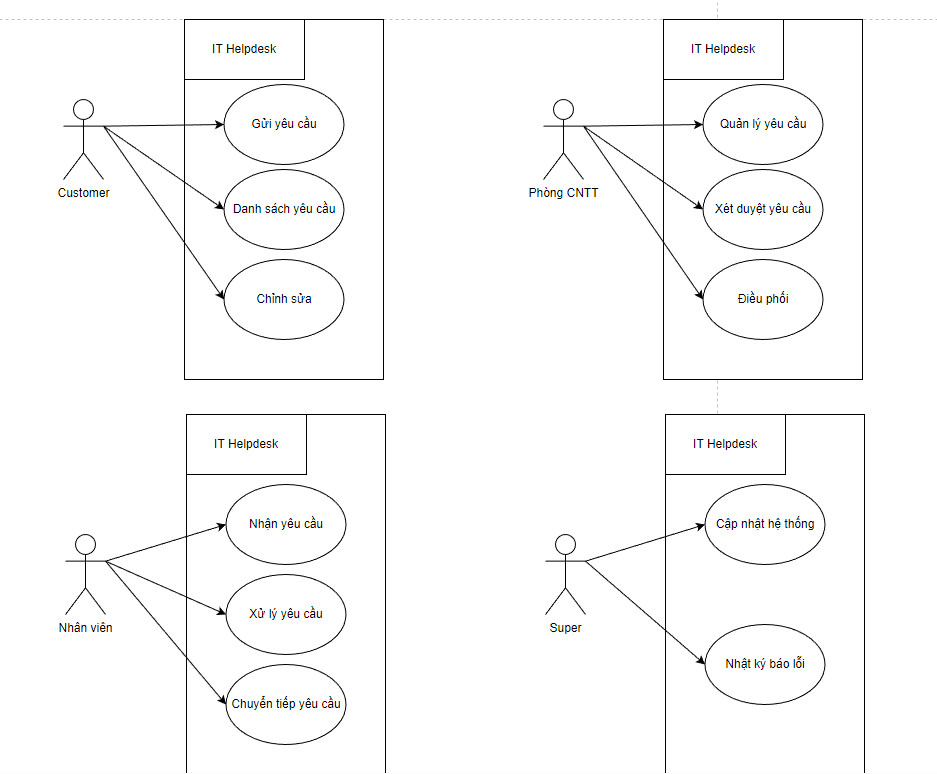 IT Helpdesk
Gửi yêu cầu
Danh sách yêu cầu
Chỉnh sửa
Customer
IT Helpdesk
Quản lý yêu cầu
Xét duyệt yêu cầu
Điều phối
Phòng CNTT
IT Helpdesk
Nhận yêu cầu
Xử lý yêu cầu
Chuyển tiếp yêu cầu
Nhân viên
IT Helpdesk
Cập nhật hệ thống
Nhật ký báo lỗi
Super